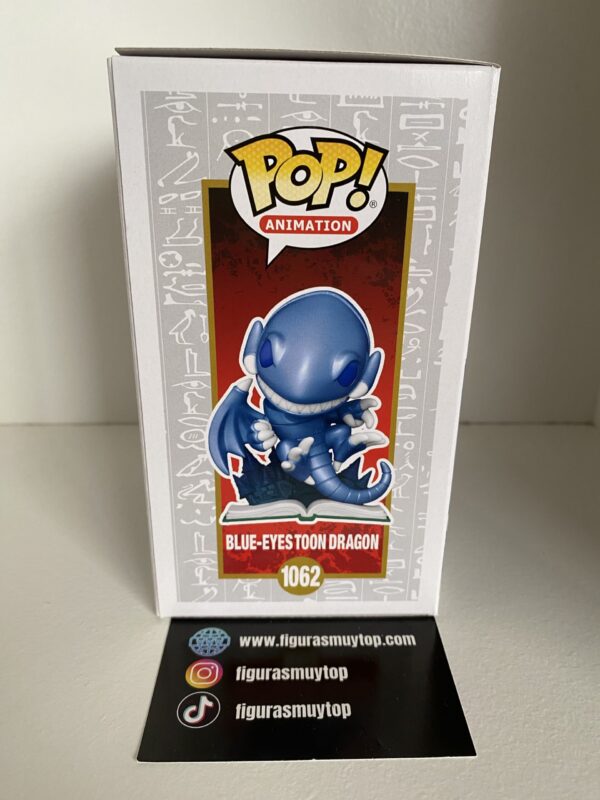 POP!®
ANIMATION
BLUE-EYES TOON DRAGON
1062
www.figurasmuytop.com
figurasmuytop
figurasmuytop